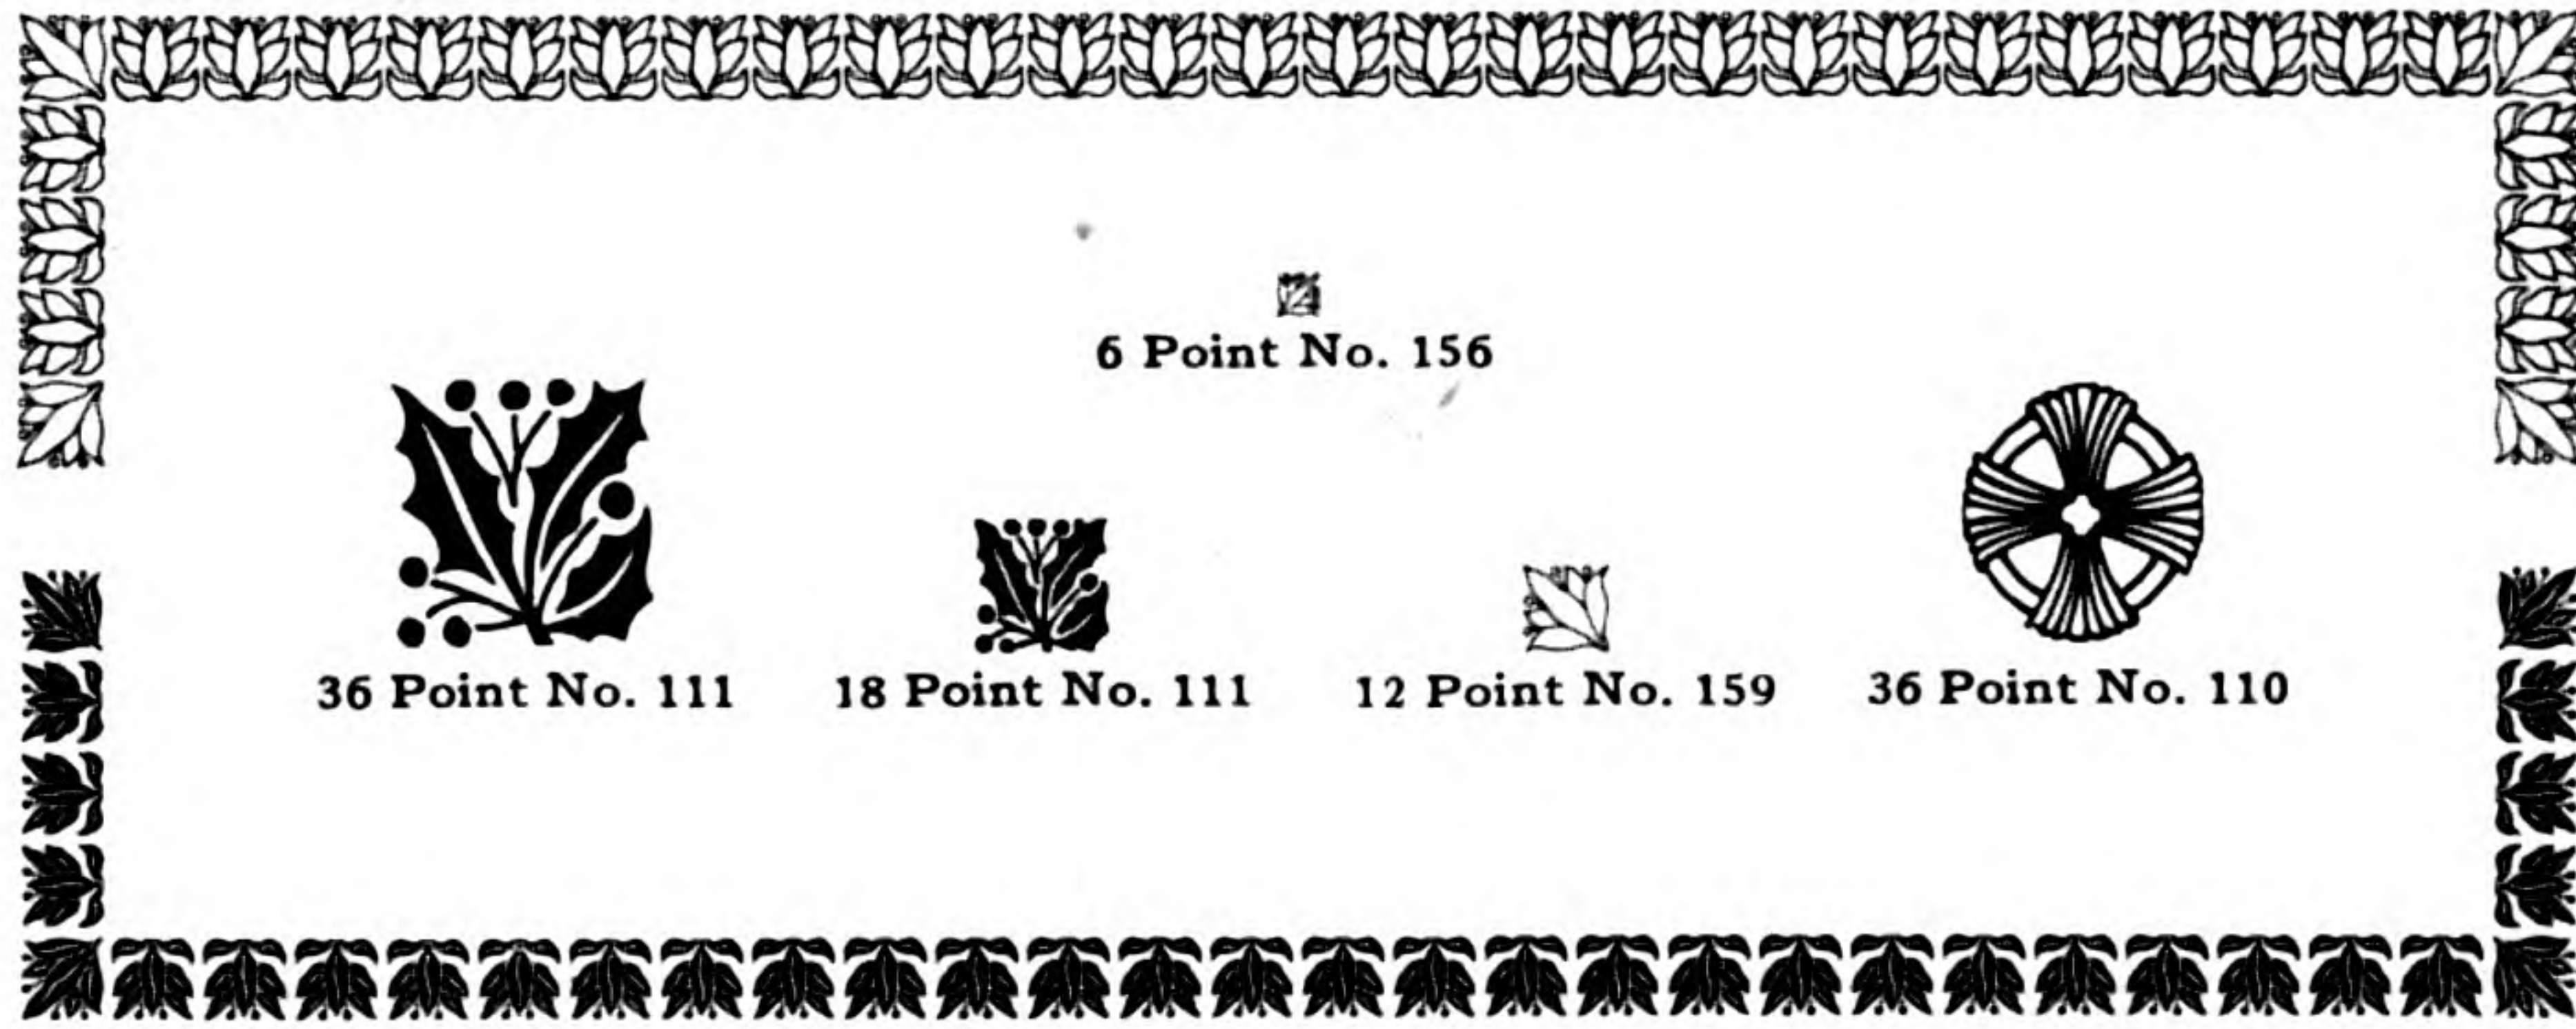 6 Point No. 156
36 Point No. 111
18 Point No. 111
12 Point No. 159
36 Point No. 110